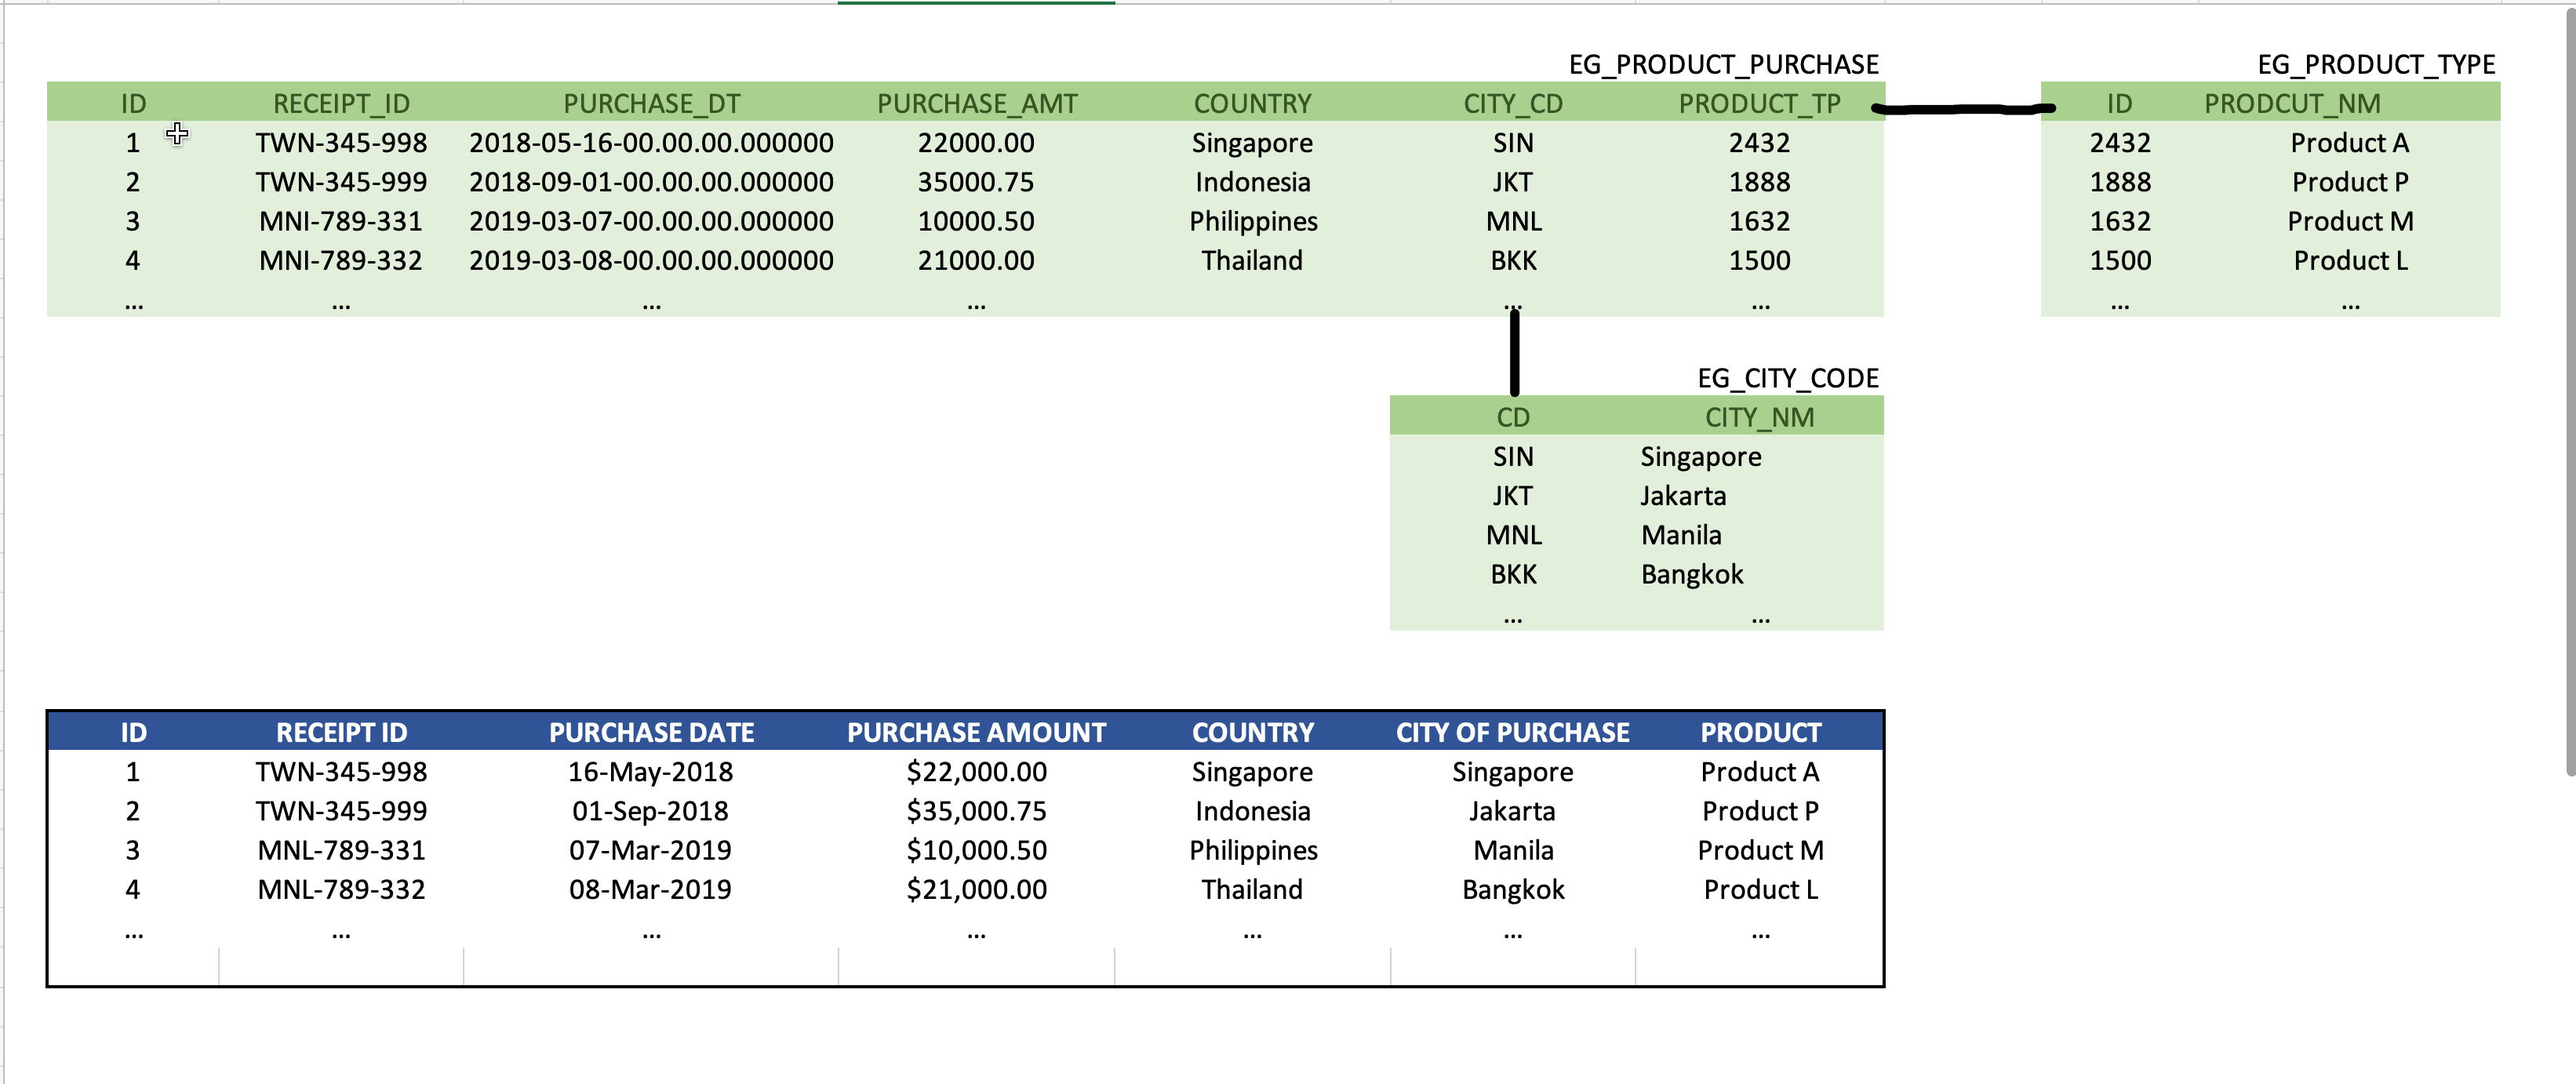 EG_PRODUCT_PURCHASE EG_PRODUCT_TYPE
ID RECEIPT_ID PURCHASE_DT PURCHASE_AMT COUNTRY CITY_CD PRODUCT_TP ID PRODCUT_NM
1 TWN-345-998 2018-05-16-00.00.00.000000 22000.00 Singapore SIN 2432 2432 Product A
2 TWN-345-999 2018-09-01-00.00.00.000000 35000.75 Indonesia JKT 1888 1888 Product P
3 MNI-789-331 2019-03-07-00.00.00.000000 10000.50 Philippines MNL 1632 1632 Product M
4 MNI-789-332 2019-03-08-00.00.00.000000 21000.00 Thailand BKK 1500 1500 Product L
... ... ... ... ... ... ... ...
EG_CITY_CODE
CD CITY_NM
SIN Singapore
JKT Jakarta
MNL Manila
BKK Bangkok
... ...
ID RECEIPT ID PURCHASE DATE PURCHASE AMOUNT COUNTRY CITY OF PURCHASE PRODUCT
1 TWN-345-998 16-May-2018 $22,000.00 Singapore Singapore Product A
2 TWN-345-999 01-Sep-2018 $35,000.75 Indonesia Jakarta Product P
3 MNL-789-331 07-Mar-2019 $10,000.50 Philippines Manila Product M
4 MNL-789-332 08-Mar-2019 $21,000.00 Thailand Bangkok Product L
... ... ... ... ... ... ...